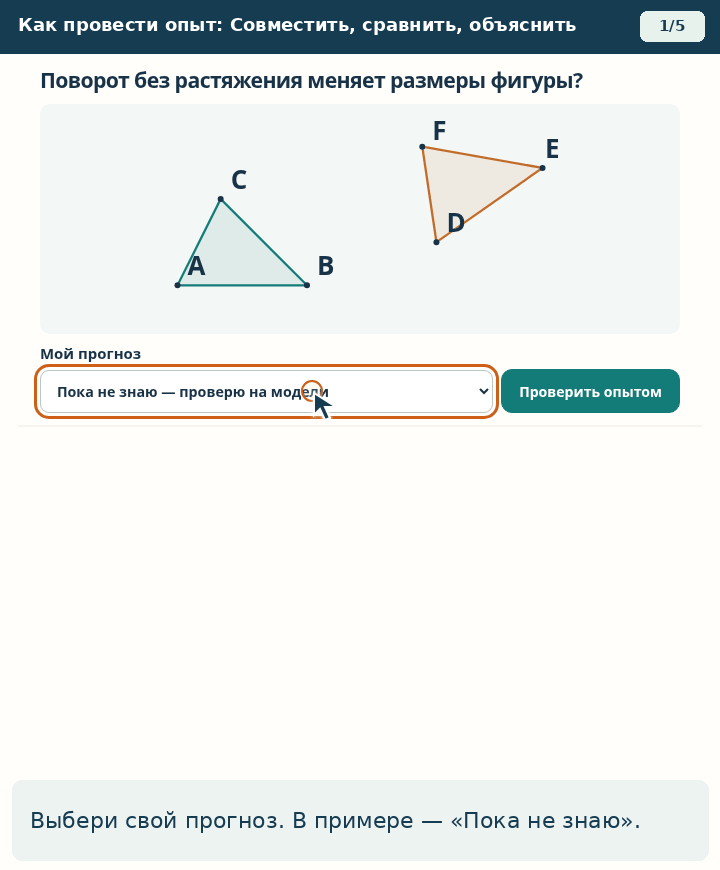 Как провести опыт: Совместить, сравнить, объяснить
1/5
Поворот без растяжения меняет размеры фигуры?
F
E
C
D
A
B
Мой прогноз
Пока не знаю — проверю на модели
Проверить опытом
Выбери свой прогноз. В примере — «Пока не знаю».